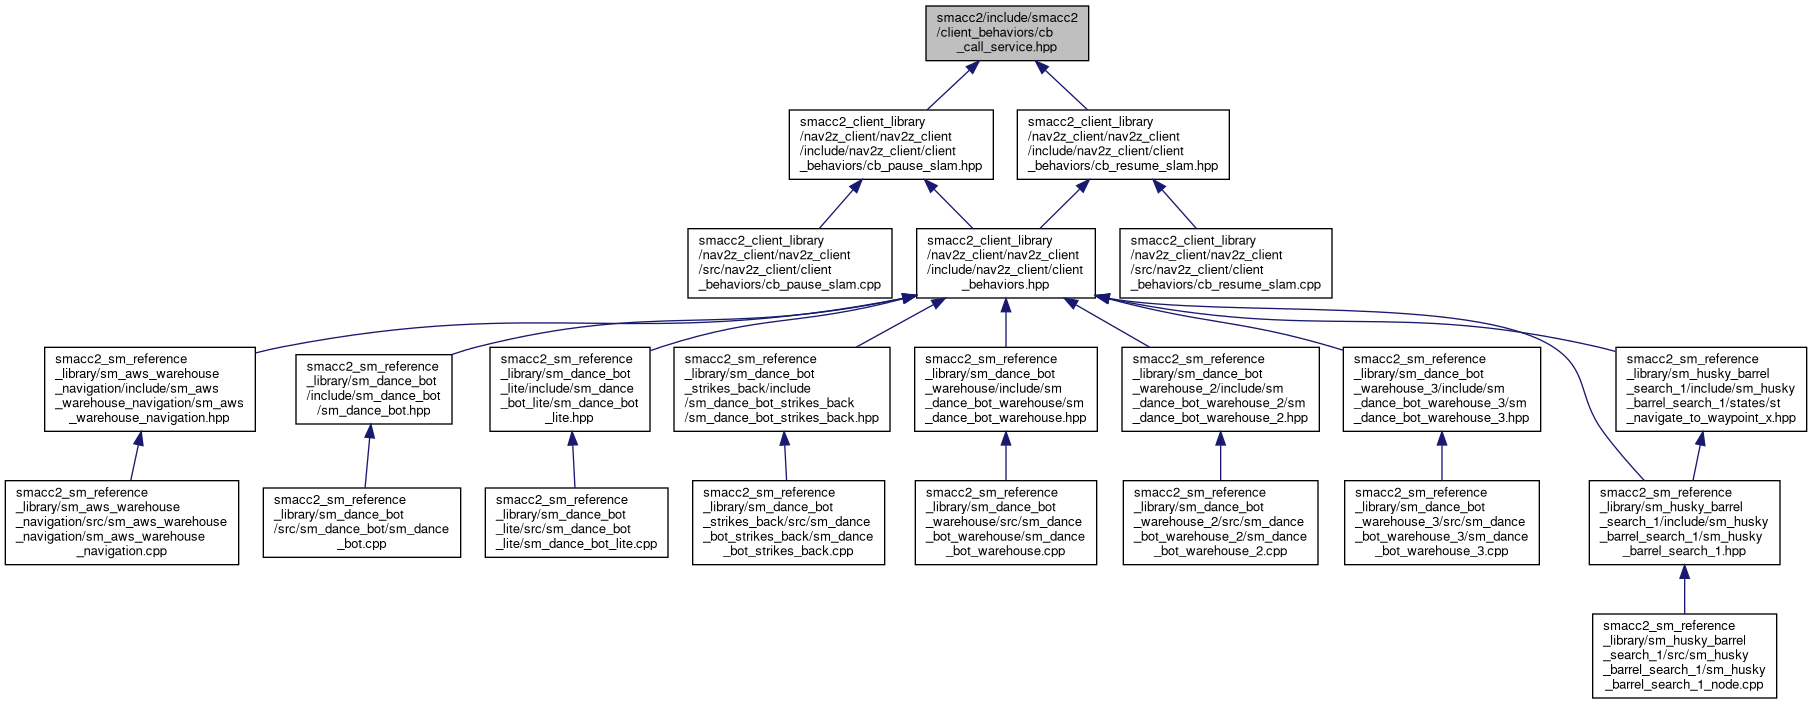 smacc2/include/smacc2
/client_behaviors/cb
_call_service.hpp
smacc2_client_library
/nav2z_client/nav2z_client
/include/nav2z_client/client
_behaviors/cb_pause_slam.hpp
smacc2_client_library
/nav2z_client/nav2z_client
/include/nav2z_client/client
_behaviors/cb_resume_slam.hpp
smacc2_client_library
/nav2z_client/nav2z_client
/src/nav2z_client/client
_behaviors/cb_pause_slam.cpp
smacc2_client_library
/nav2z_client/nav2z_client
/include/nav2z_client/client
_behaviors.hpp
smacc2_client_library
/nav2z_client/nav2z_client
/src/nav2z_client/client
_behaviors/cb_resume_slam.cpp
smacc2_sm_reference
_library/sm_aws_warehouse
_navigation/include/sm_aws
_warehouse_navigation/sm_aws
_warehouse_navigation.hpp
smacc2_sm_reference
_library/sm_dance_bot
/include/sm_dance_bot
/sm_dance_bot.hpp
smacc2_sm_reference
_library/sm_dance_bot
_lite/include/sm_dance
_bot_lite/sm_dance_bot
_lite.hpp
smacc2_sm_reference
_library/sm_dance_bot
_strikes_back/include
/sm_dance_bot_strikes_back
/sm_dance_bot_strikes_back.hpp
smacc2_sm_reference
_library/sm_dance_bot
_warehouse/include/sm
_dance_bot_warehouse/sm
_dance_bot_warehouse.hpp
smacc2_sm_reference
_library/sm_dance_bot
_warehouse_2/include/sm
_dance_bot_warehouse_2/sm
_dance_bot_warehouse_2.hpp
smacc2_sm_reference
_library/sm_dance_bot
_warehouse_3/include/sm
_dance_bot_warehouse_3/sm
_dance_bot_warehouse_3.hpp
smacc2_sm_reference
_library/sm_husky_barrel
_search_1/include/sm_husky
_barrel_search_1/states/st
_navigate_to_waypoint_x.hpp
smacc2_sm_reference
_library/sm_aws_warehouse
_navigation/src/sm_aws_warehouse
_navigation/sm_aws_warehouse
_navigation.cpp
smacc2_sm_reference
_library/sm_dance_bot
/src/sm_dance_bot/sm_dance
_bot.cpp
smacc2_sm_reference
_library/sm_dance_bot
_lite/src/sm_dance_bot
_lite/sm_dance_bot_lite.cpp
smacc2_sm_reference
_library/sm_dance_bot
_strikes_back/src/sm_dance
_bot_strikes_back/sm_dance
_bot_strikes_back.cpp
smacc2_sm_reference
_library/sm_dance_bot
_warehouse/src/sm_dance
_bot_warehouse/sm_dance
_bot_warehouse.cpp
smacc2_sm_reference
_library/sm_dance_bot
_warehouse_2/src/sm_dance
_bot_warehouse_2/sm_dance
_bot_warehouse_2.cpp
smacc2_sm_reference
_library/sm_dance_bot
_warehouse_3/src/sm_dance
_bot_warehouse_3/sm_dance
_bot_warehouse_3.cpp
smacc2_sm_reference
_library/sm_husky_barrel
_search_1/include/sm_husky
_barrel_search_1/sm_husky
_barrel_search_1.hpp
smacc2_sm_reference
_library/sm_husky_barrel
_search_1/src/sm_husky
_barrel_search_1/sm_husky
_barrel_search_1_node.cpp